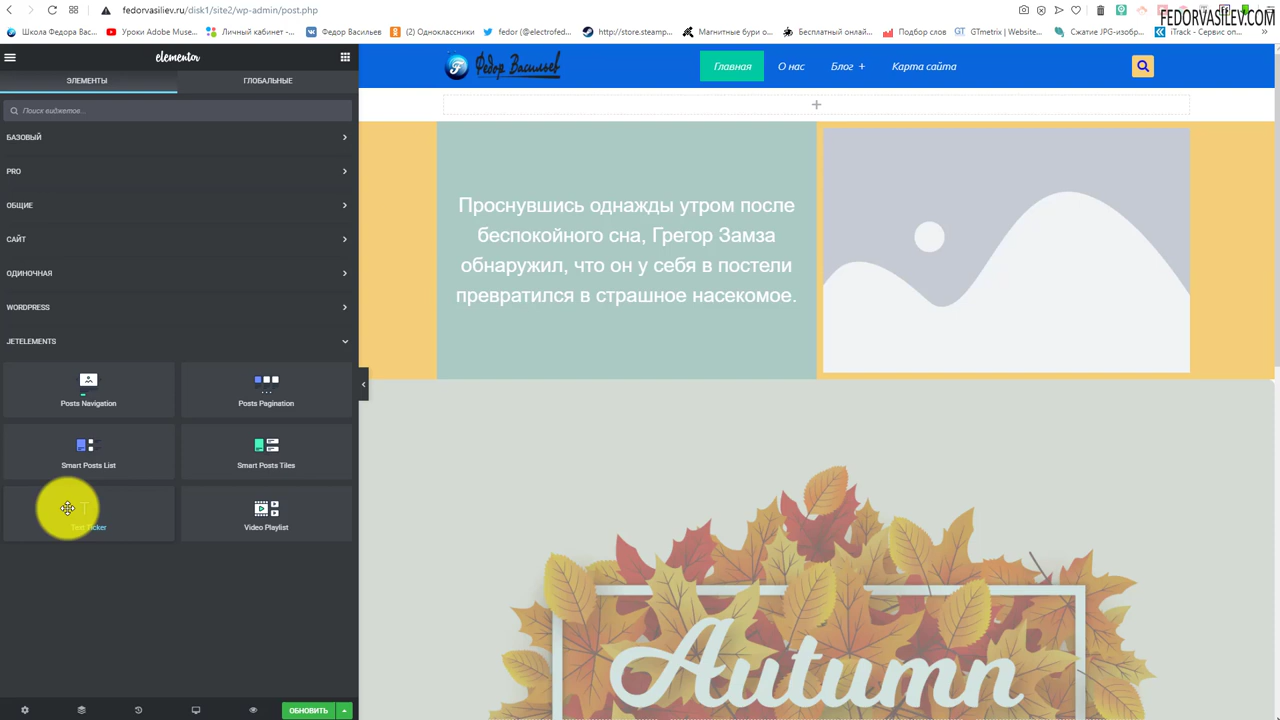 fedorvasiliev.ru/disk1/site2/wp-admin/post.php
FEDORVASILEV.COM
Школа Федора Вас...
Уроки Adobe Muse...
Личный кабинет -...
ФВ Федор Васильев
(2) Одноклассники
fedor (@electrofed...
http://store.steamp...
Магнитные бури о...
Бесплатный онлай...
Подбор слов
GTmetrix | Website...
Сжатие JPG-изобр...
iTrack - Сервис оп...
elementor
ЭЛЕМЕНТЫ
ГЛОБАЛЬНЫЕ
Поиск виджетов...
БАЗОВЫЙ
PRO
ОБЩИЕ
САЙТ
ОДИНОЧНАЯ
WORDPRESS
JETELEMENTS
Posts Navigation
Posts Pagination
Smart Posts List
Smart Posts Tiles
Text Ticker
Video Playlist
ОБНОВИТЬ
Федор Васильев
Главная
О нас
Блог +
Карта сайта
Проснувшись однажды утром после
беспокойного сна, Грегор Замза
обнаружил, что он у себя в постели
превратился в страшное насекомое.
Autumn